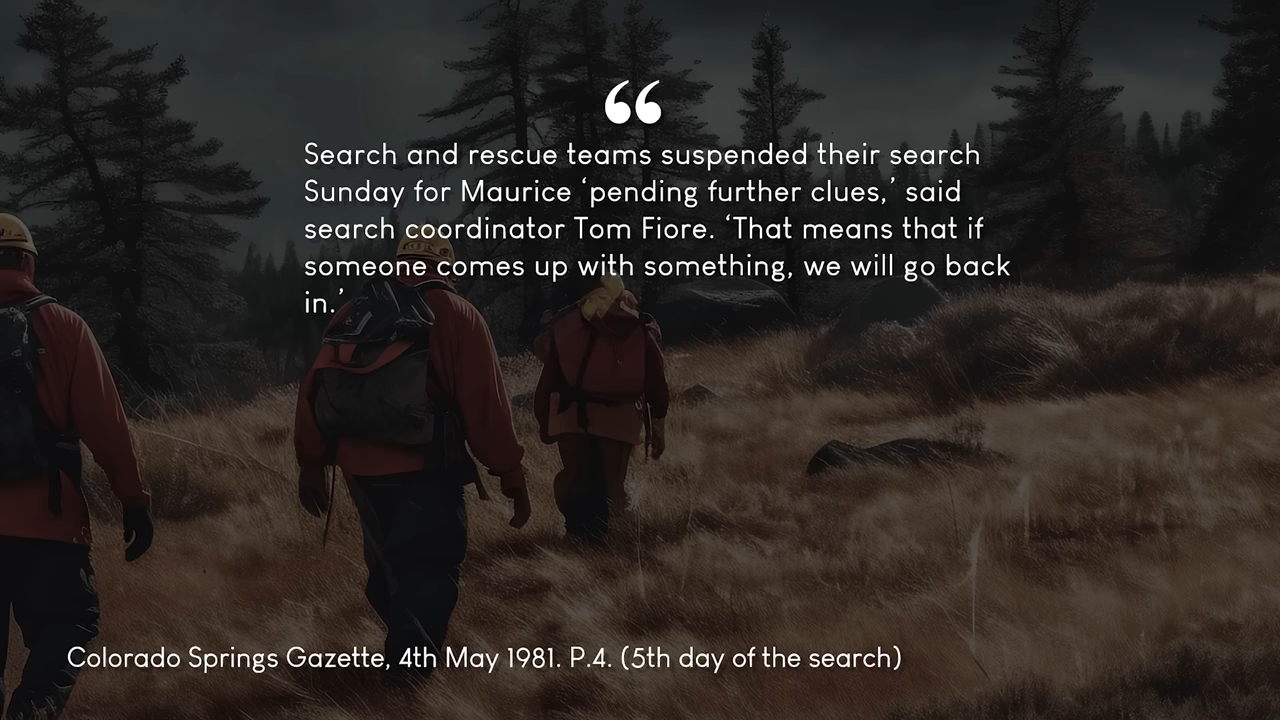 “
Search and rescue teams suspended their search
Sunday for Maurice ‘pending further clues,’ said
search coordinator Tom Fiore. ‘That means that if
someone comes up with something, we will go back
in.’
Colorado Springs Gazette, 4th May 1981. P.4. (5th day of the search)